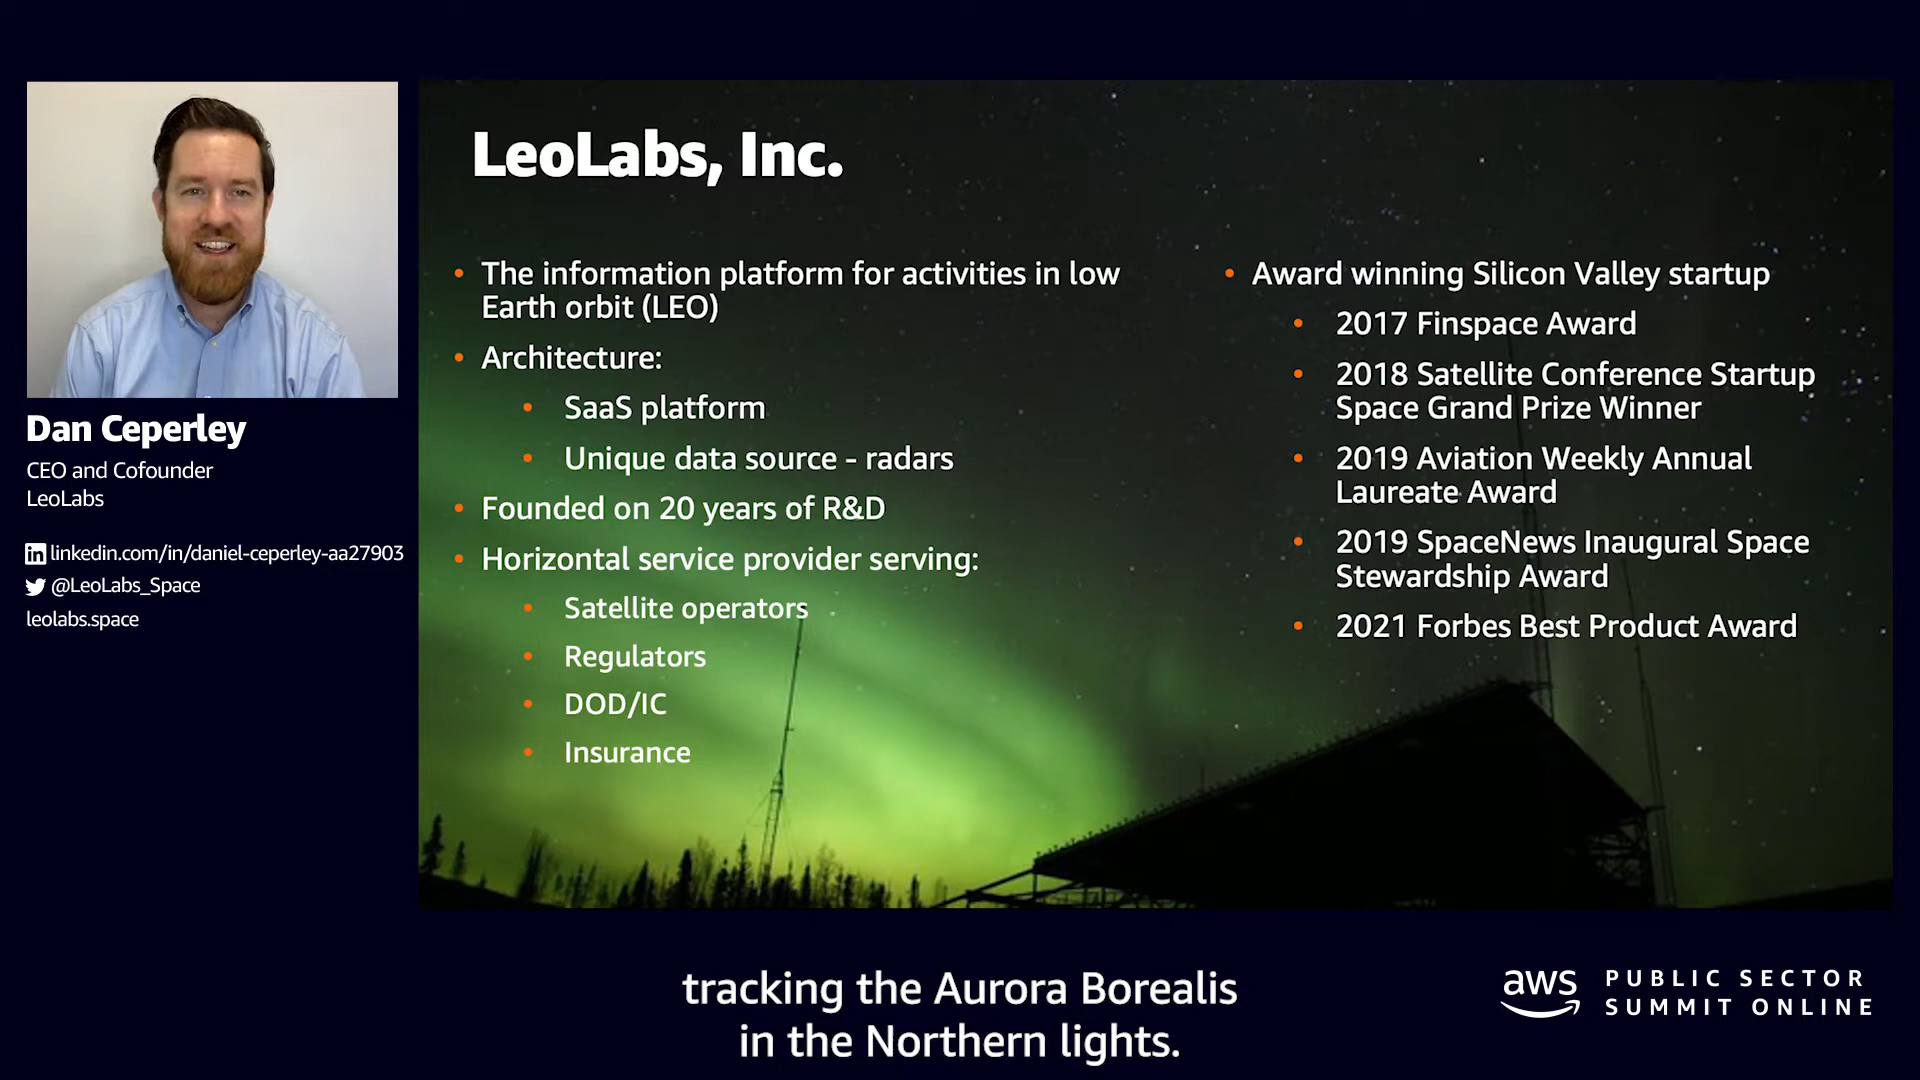 LeoLabs, Inc.
• The information platform for activities in low
Earth orbit (LEO)
• Architecture:
• SaaS platform
• Unique data source - radars
• Founded on 20 years of R&D
• Horizontal service provider serving:
• Satellite operators
• Regulators
• DOD/IC
• Insurance
• Award winning Silicon Valley startup
• 2017 Finspace Award
• 2018 Satellite Conference Startup
Space Grand Prize Winner
• 2019 Aviation Weekly Annual
Laureate Award
• 2019 SpaceNews Inaugural Space
Stewardship Award
• 2021 Forbes Best Product Award
Dan Ceperley
CEO and Cofounder
LeoLabs
in linkedin.com/in/daniel-ceperley-aa27903
@LeoLabs_Space
leolabs.space
tracking the Aurora Borealis
in the Northern lights.
aws
PUBLIC SECTOR
SUMMIT ONLINE